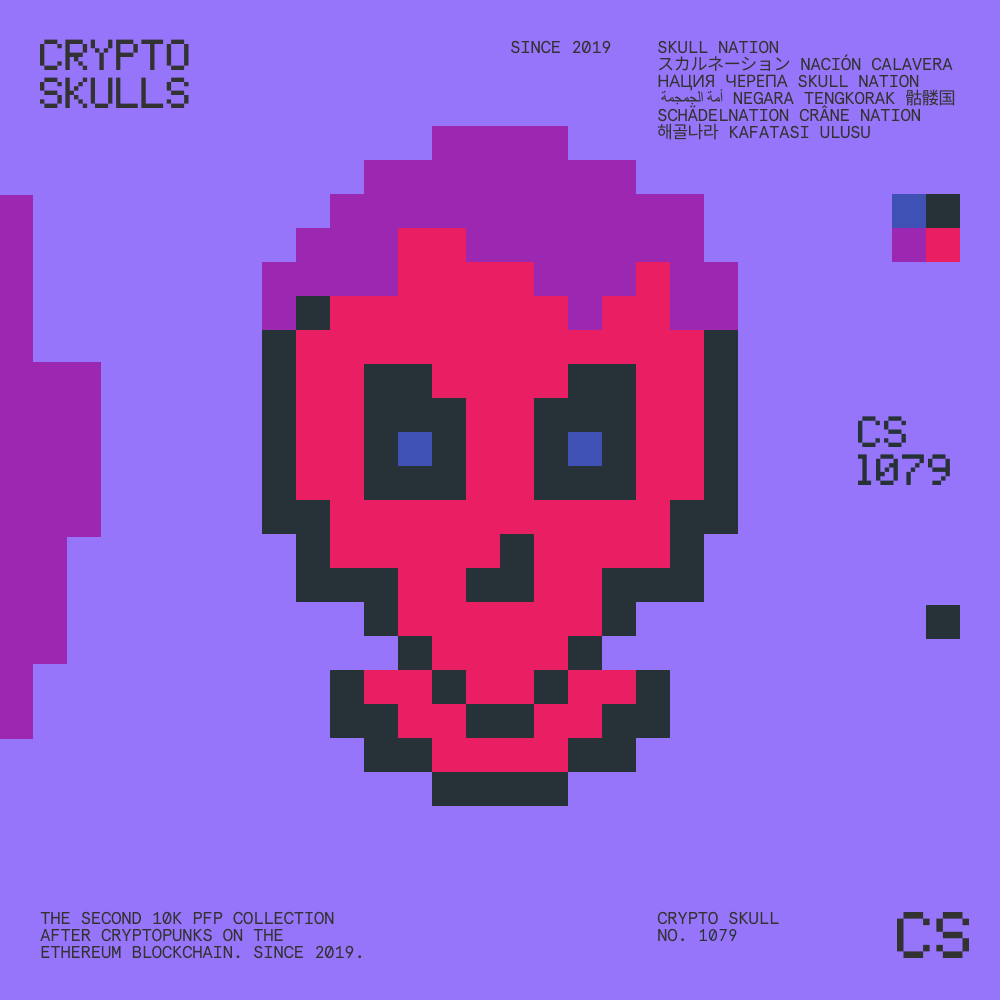 CRYPTO
SKULLS
SINCE 2019
SKULL NATION
スカルネーション NACIÓN CALAVERA
НАЦИЯ ЧЕРЕПА SKULL NATION
أمة الجمجمة NEGARA TENGKORAK 骷髅国
SCHÄDELNATION CRÂNE NATION
해골나라 KAFATASI ULUSU
CS
1079
THE SECOND 10K PFP COLLECTION
AFTER CRYPTOPUNKS ON THE
ETHEREUM BLOCKCHAIN. SINCE 2019.
CRYPTO SKULL
NO. 1079
CS